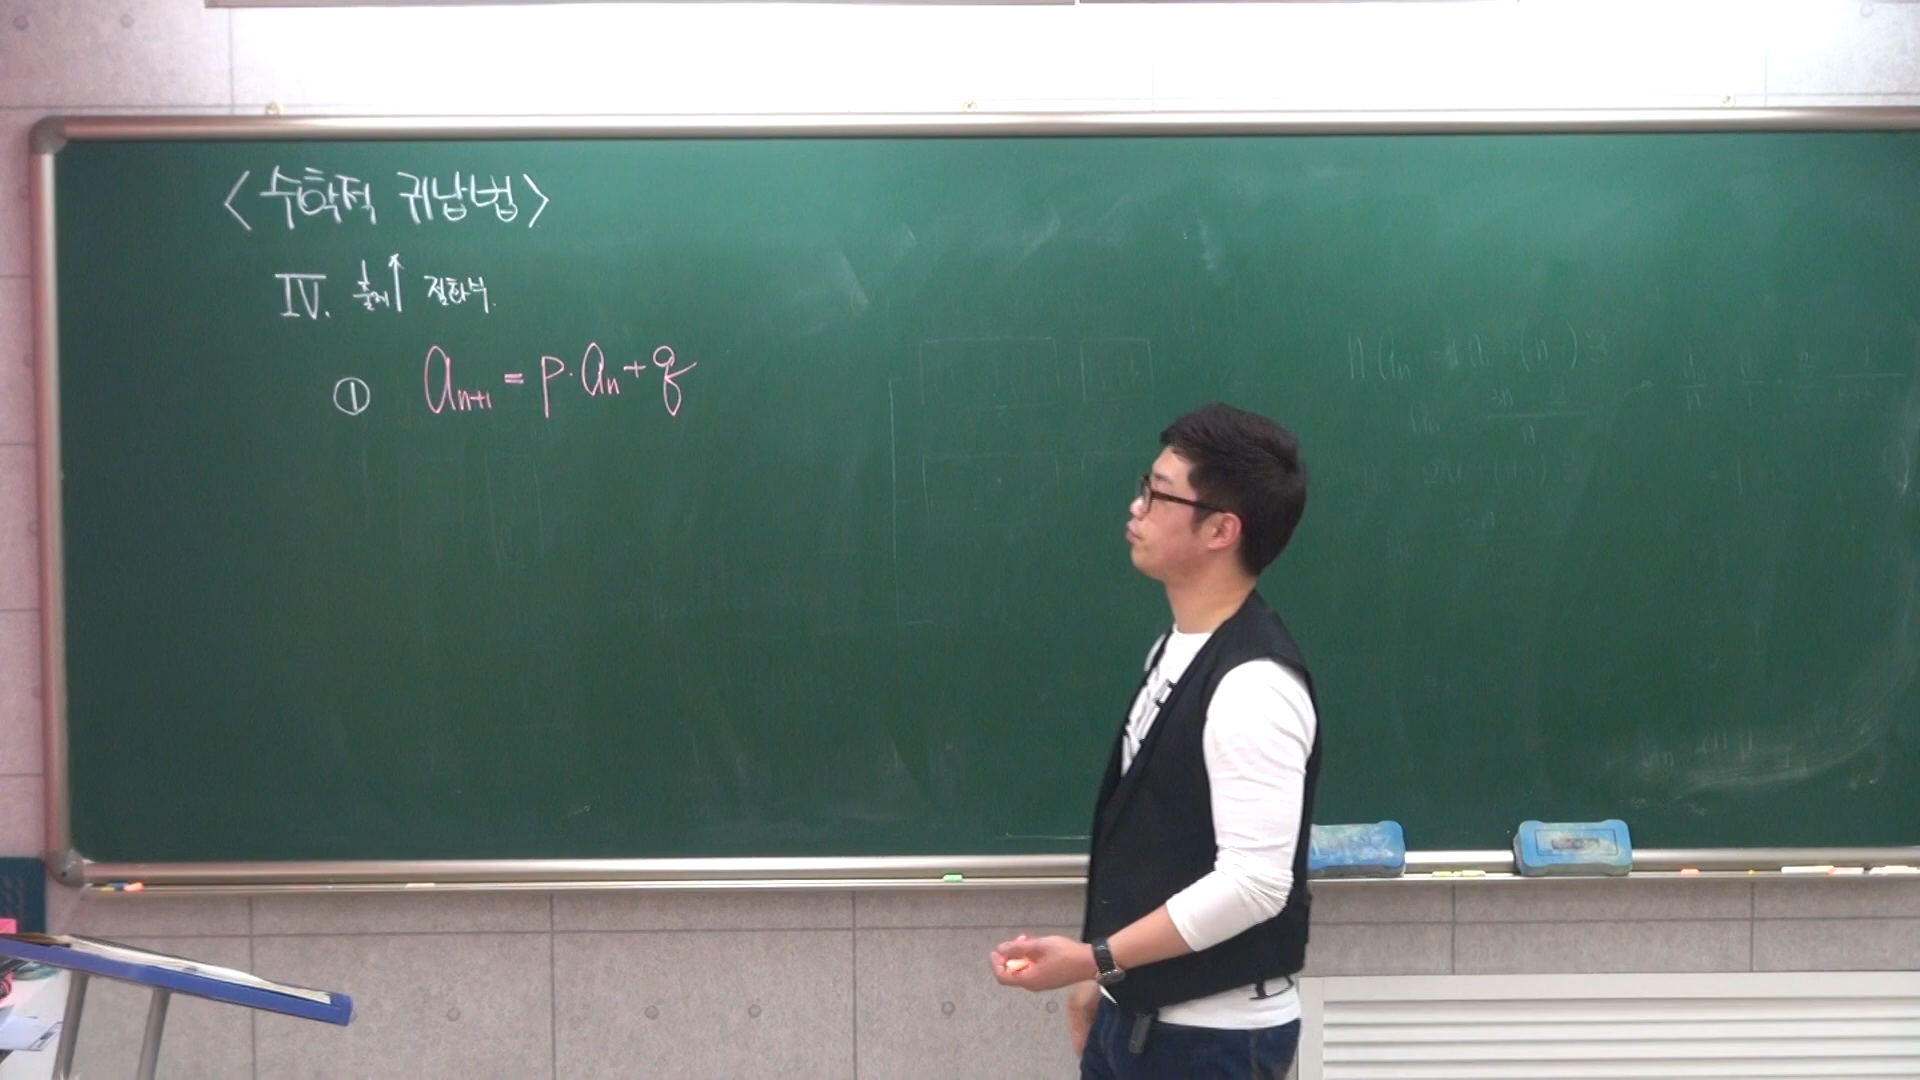 <수학적 귀납법>
IV. 출제↑ 점화식.
① aₙ₊₁ = p·aₙ + q